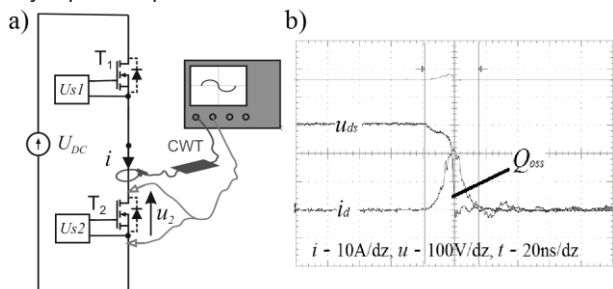 a)
T1
Us1
UDC
i
CWT
T2
Us2
u2
b)
uds
Qoss
id
i - 10A/dz, u - 100V/dz, t - 20ns/dz